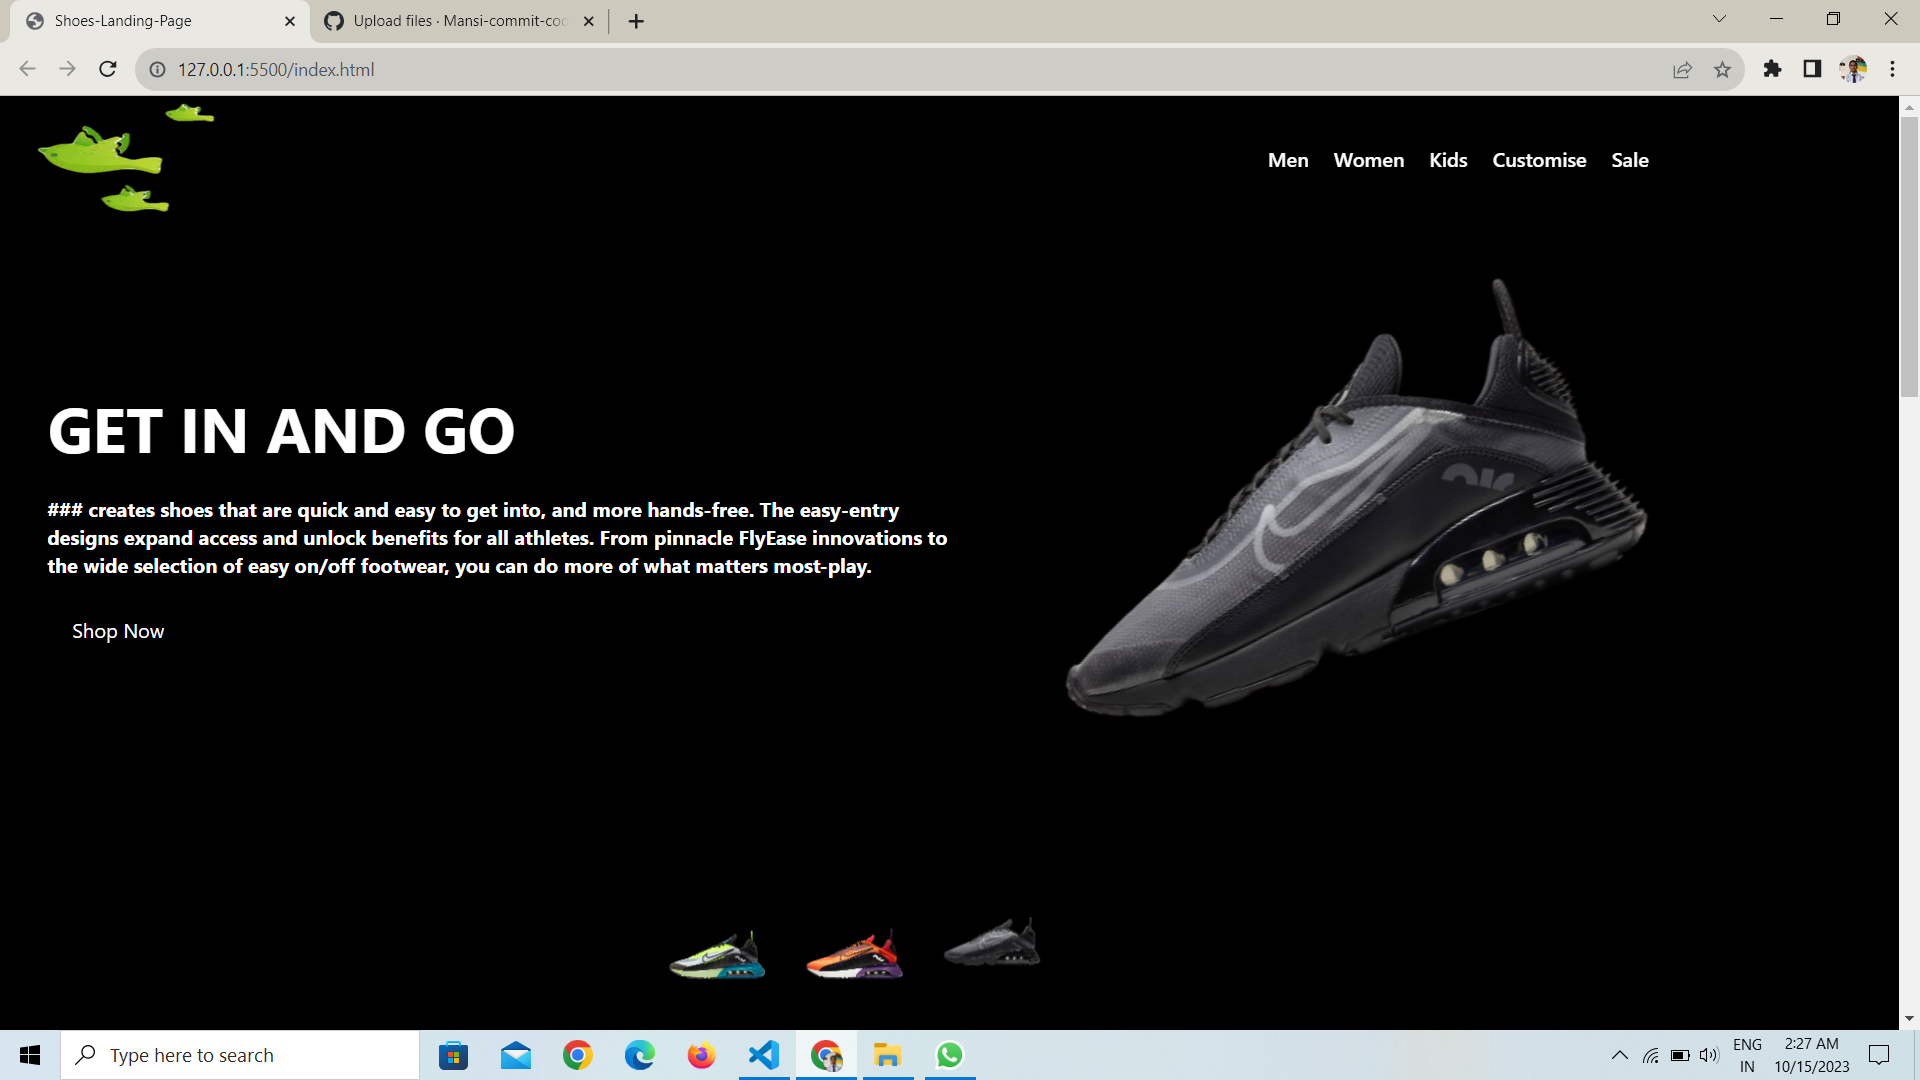 Shoes-Landing-Page
Upload files · Mansi-commit-co
127.0.0.1:5500/index.html
Men Women Kids Customise Sale
GET IN AND GO
### creates shoes that are quick and easy to get into, and more hands-free. The easy-entry
designs expand access and unlock benefits for all athletes. From pinnacle FlyEase innovations to
the wide selection of easy on/off footwear, you can do more of what matters most-play.
Shop Now
Type here to search
ENG
IN
2:27 AM
10/15/2023